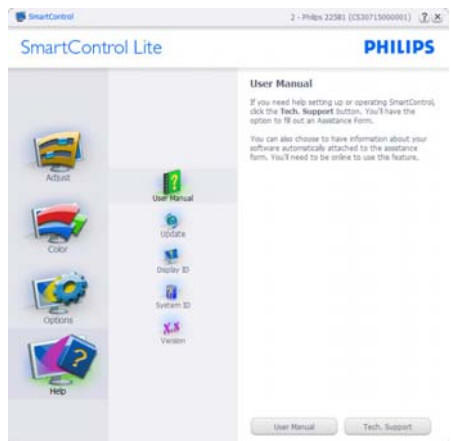 SmartControl
2 - Philips 225B1 (CS30715000001)
SmartControl Lite
PHILIPS
Adjust
Color
Options
Help
User Manual
Update
Display ID
System ID
Version
User Manual
If you need help setting up or operating SmartControl,
click the Tech. Support button. You'll have the
option to fill out an Assistance Form.
You can also choose to have information about your
software automatically attached to the assistance
form. You'll need to be online to use the feature.
User Manual
Tech. Support